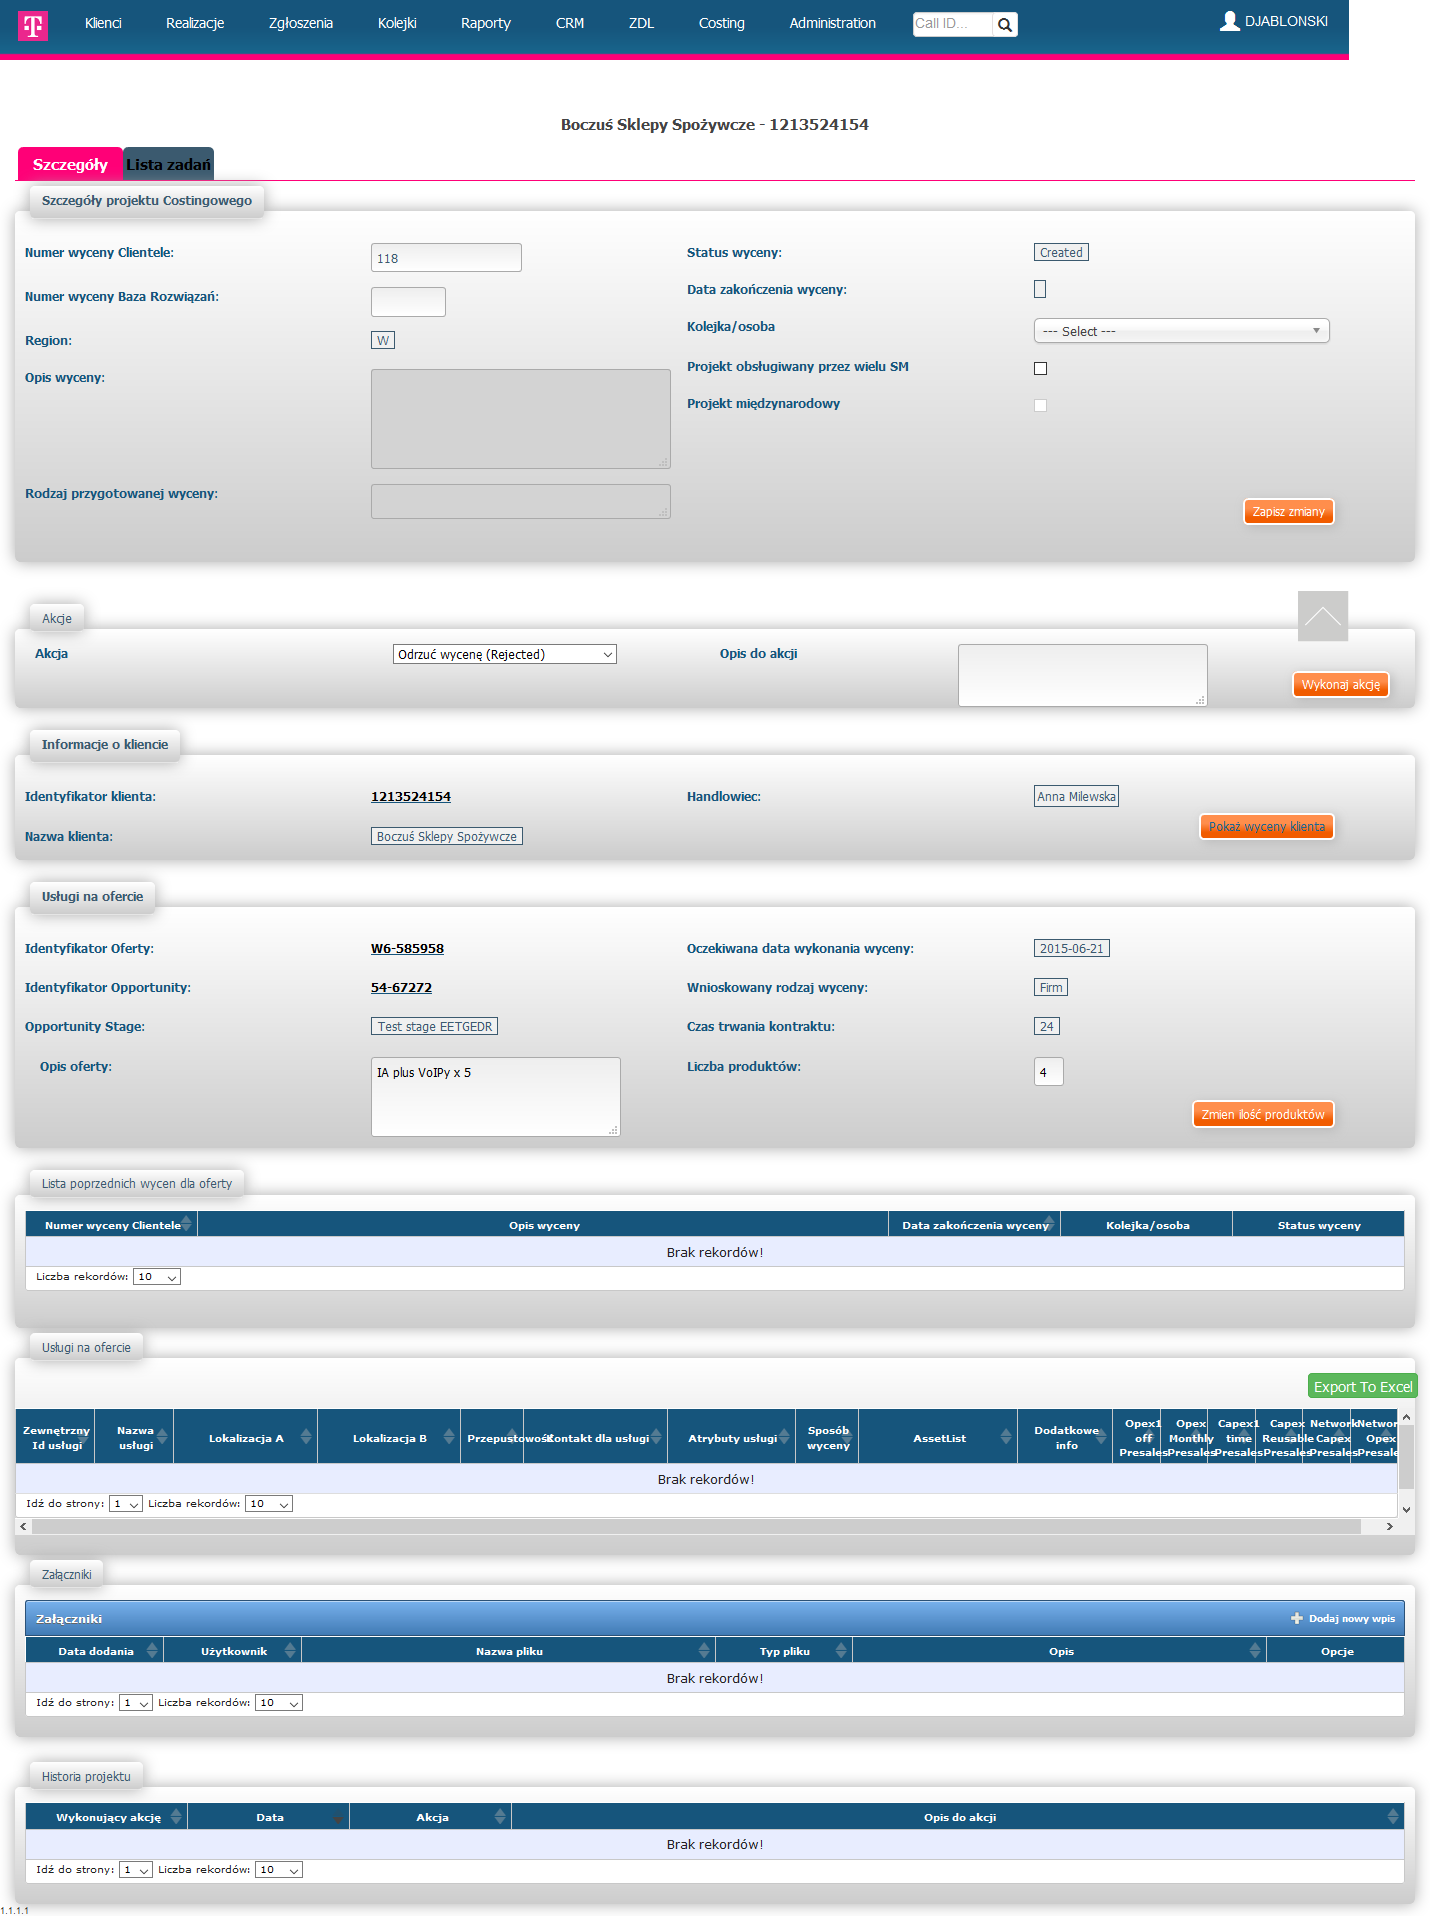 T Klienci Realizacje Zgłoszenia Kolejki Raporty CRM ZDL Costing Administration Call ID... DJABLONSKI
Boczuś Sklepy Spożywcze - 1213524154
Szczegóły Lista zadań
Szczegóły projektu Costingowego
Numer wyceny Clientele: 118 Status wyceny: Created
Numer wyceny Baza Rozwiązań: Data zakończenia wyceny:
Region: W Kolejka/osoba --- Select ---
Opis wyceny: Projekt obsługiwany przez wielu SM
Projekt międzynarodowy
Rodzaj przygotowanej wyceny:
Zapisz zmiany
Akcje
Akcja Odrzuć wycenę (Rejected) Opis do akcji
Wykonaj akcję
Informacje o kliencie
Identyfikator klienta: 1213524154 Handlowiec: Anna Milewska
Nazwa klienta: Boczuś Sklepy Spożywcze Pokaż wyceny klienta
Usługi na ofercie
Identyfikator Oferty: W6-585958 Oczekiwana data wykonania wyceny: 2015-06-21
Identyfikator Opportunity: 54-67272 Wnioskowany rodzaj wyceny: Firm
Opportunity Stage: Test stage EETGEDR Czas trwania kontraktu: 24
Opis oferty: IA plus VoIPy x 5 Liczba produktów: 4
Zmien ilość produktów
Lista poprzednich wycen dla oferty
Numer wyceny Clientele Opis wyceny Data zakończenia wyceny Kolejka/osoba Status wyceny
Brak rekordów!
Liczba rekordów: 10
Usługi na ofercie
Export To Excel
Zewnętrzny Id usługi Nazwa usługi Lokalizacja A Lokalizacja B Przepustowość Kontakt dla usługi Atrybuty usługi Sposób wyceny AssetList Dodatkowe info Opex1 off Presales Opex Monthly Presales Capex1 time Presales Capex Reusable Presales Network Capex Presales Networ Opex Presale
Brak rekordów!
Idź do strony: 1 Liczba rekordów: 10
Załączniki
Załączniki Dodaj nowy wpis
Data dodania Użytkownik Nazwa pliku Typ pliku Opis Opcje
Brak rekordów!
Idź do strony: 1 Liczba rekordów: 10
Historia projektu
Wykonujący akcję Data Akcja Opis do akcji
Brak rekordów!
Idź do strony: 1 Liczba rekordów: 10
1.1.1.1